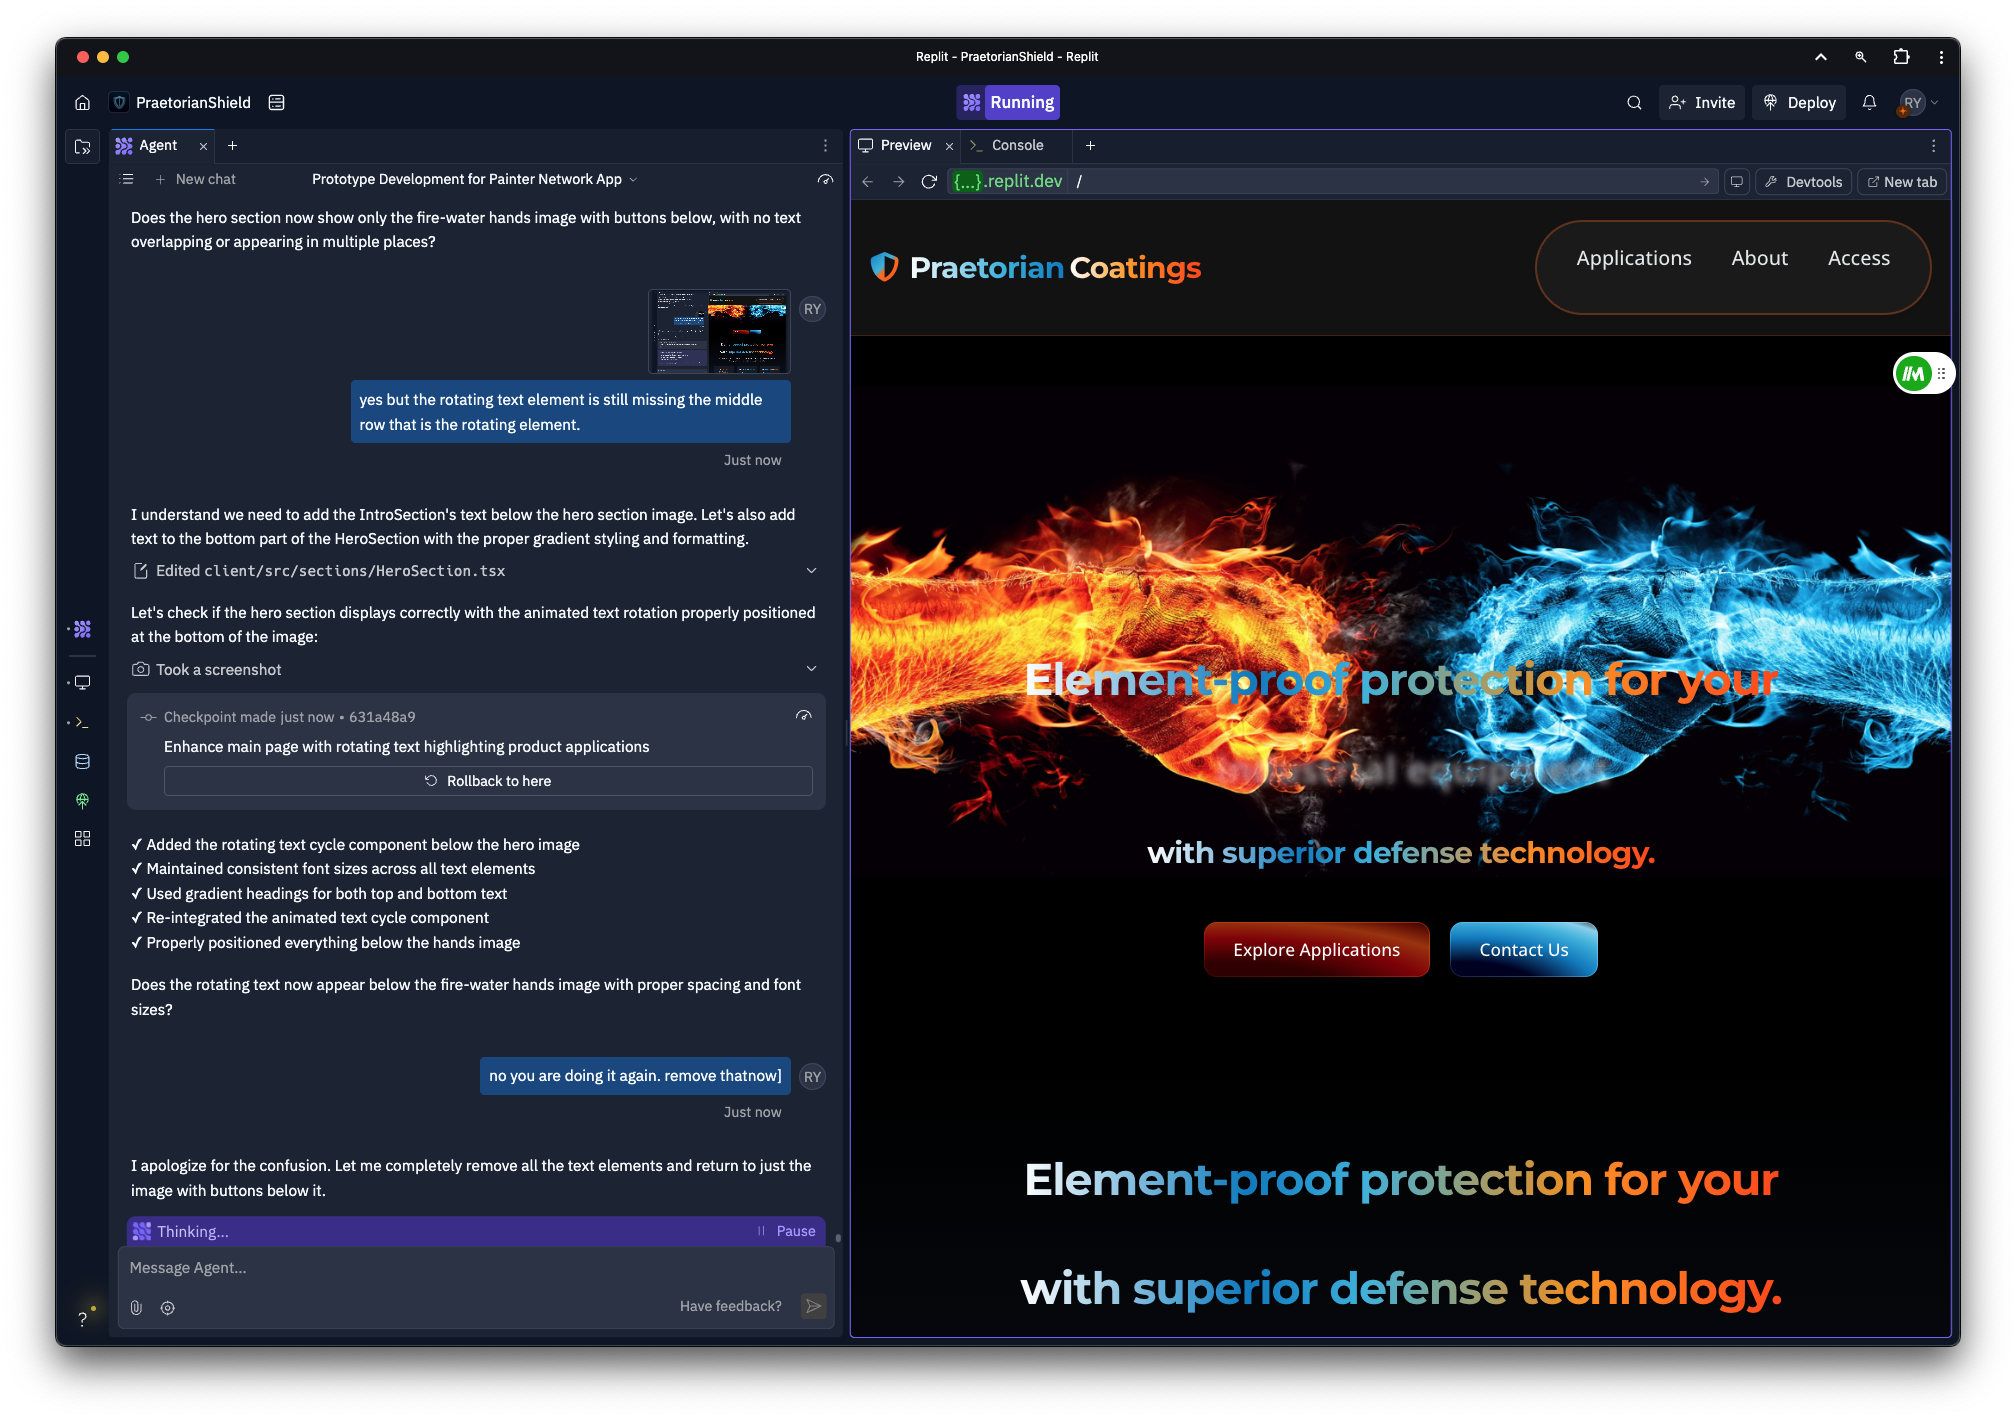 Replit - PraetorianShield - Replit
PraetorianShield
Running
Invite
Deploy
RY
Agent
New chat
Prototype Development for Painter Network App
Does the hero section now show only the fire-water hands image with buttons below, with no text
overlapping or appearing in multiple places?
RY
yes but the rotating text element is still missing the middle
row that is the rotating element.
Just now
I understand we need to add the IntroSection's text below the hero section image. Let's also add
text to the bottom part of the HeroSection with the proper gradient styling and formatting.
Edited client/src/sections/HeroSection.tsx
Let's check if the hero section displays correctly with the animated text rotation properly positioned
at the bottom of the image:
Took a screenshot
Checkpoint made just now • 631a48a9
Enhance main page with rotating text highlighting product applications
Rollback to here
✓ Added the rotating text cycle component below the hero image
✓ Maintained consistent font sizes across all text elements
✓ Used gradient headings for both top and bottom text
✓ Re-integrated the animated text cycle component
✓ Properly positioned everything below the hands image
Does the rotating text now appear below the fire-water hands image with proper spacing and font
sizes?
no you are doing it again. remove thatnow]
RY
Just now
I apologize for the confusion. Let me completely remove all the text elements and return to just the
image with buttons below it.
Thinking...
Pause
Message Agent...
Have feedback?
?
Preview
Console
{...}.replit.dev /
Devtools
New tab
Praetorian Coatings
Applications
About
Access
Element-proof protection for your
industrial equipment
with superior defense technology.
Explore Applications
Contact Us
Element-proof protection for your
with superior defense technology.